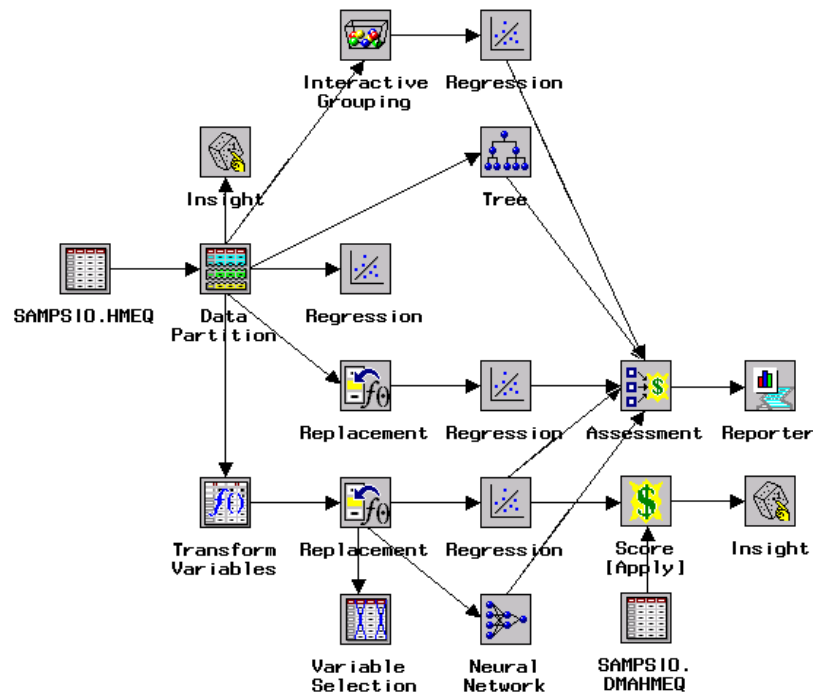 Interactive
Grouping
Regression
Insight
Tree
SAMPSIO.HMEQ
Data
Partition
Regression
Replacement
Regression
Assessment
Reporter
Transform
Variables
Replacement
Regression
Score
[Apply]
Insight
Variable
Selection
Neural
Network
SAMPSIO.
DMAHMEQ